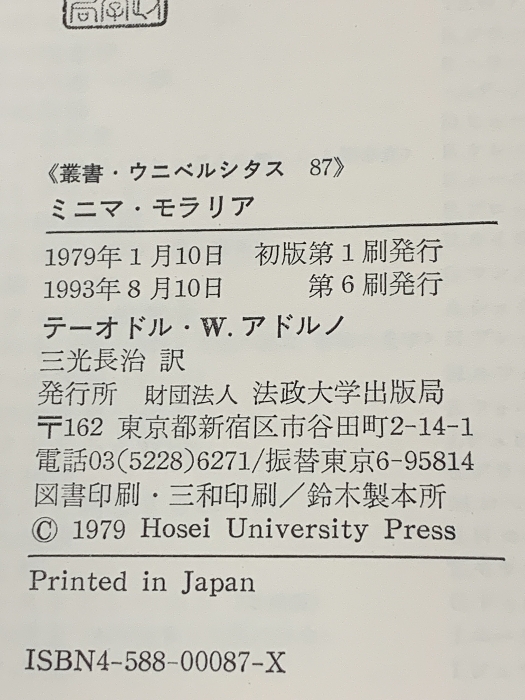 《叢書・ウニベルシタス 87》
ミニマ・モラリア
1979年1月10日 初版第1刷発行
1993年8月10日 第6刷発行
テーオドル・W.アドルノ
三光長治 訳
発行所 財団法人 法政大学出版局
〒162 東京都新宿区市谷田町2-14-1
電話03(5228)6271/振替東京6-95814
図書印刷・三和印刷/鈴木製本所
© 1979 Hosei University Press
Printed in Japan
ISBN4-588-00087-X